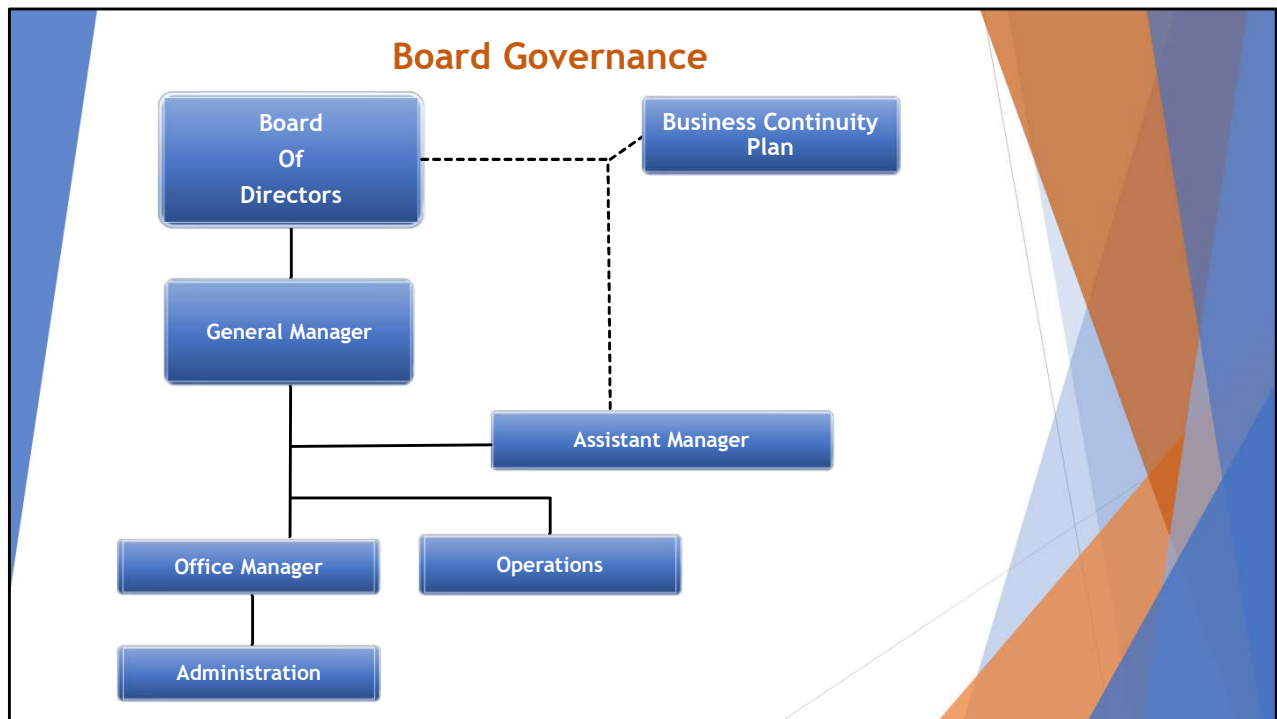 Board Governance
Board
Of
Directors
Business Continuity
Plan
General Manager
Assistant Manager
Office Manager
Operations
Administration